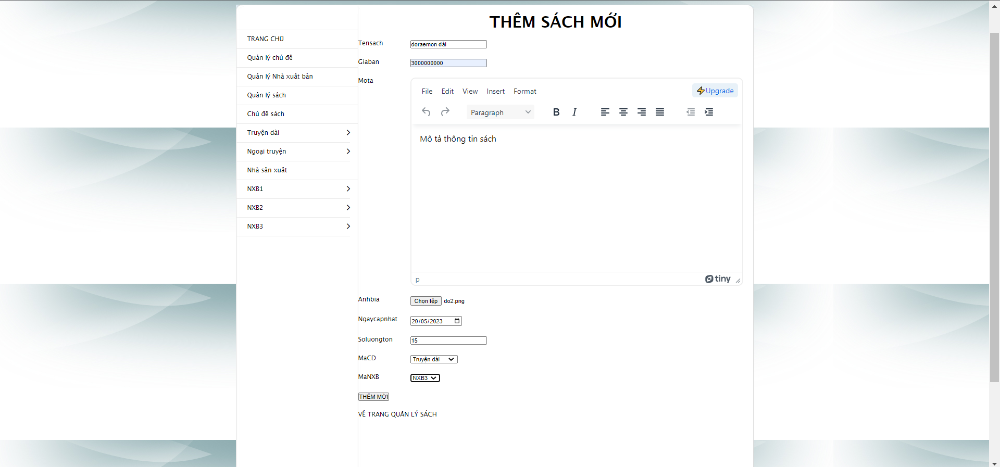 TRANG CHỦ
Quản lý chủ đề
Quản lý Nhà xuất bản
Quản lý sách
Chủ đề sách
Truyện dài
Ngoại truyện
Nhà sản xuất
NXB1
NXB2
NXB3
THÊM SÁCH MỚI
Tensach doraemon dài
Giaban 3000000000
Mota
File Edit View Insert Format Upgrade
Paragraph B I
Mô tả thông tin sách
p tiny
Anhbia Chọn tệp do2.png
Ngaycapnhat 20/05/2023
Soluongton 15
MaCD Truyện dài
MaNXB NXB3
THÊM MỚI
VỀ TRANG QUẢN LÝ SÁCH